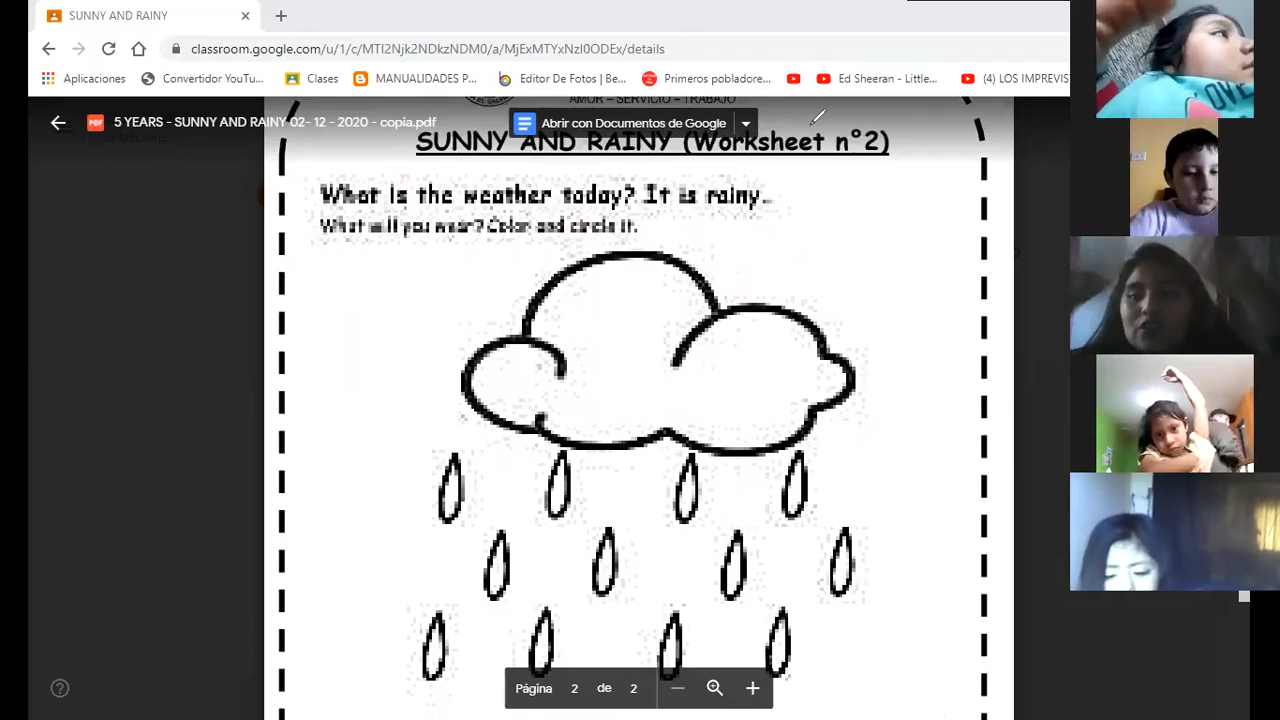 SUNNY AND RAINY
classroom.google.com/u/1/c/MTI2Njk2NDkzNDM0/a/MjExMTYxNzI0ODEx/details
Aplicaciones
Convertidor YouTu...
Clases
MANUALIDADES P...
Editor De Fotos | Be...
Primeros poblador...
Ed Sheeran - Little...
(4) LOS IMPREVIS
5 YEARS - SUNNY AND RAINY 02- 12 - 2020 - copia.pdf
Abrir con Documentos de Google
AMOR – SERVICIO – TRABAJO
SUNNY AND RAINY (Worksheet n°2)
What is the weather today? It is rainy.
What will you wear? Color and circle it.
LOVE
Página 2 de 2